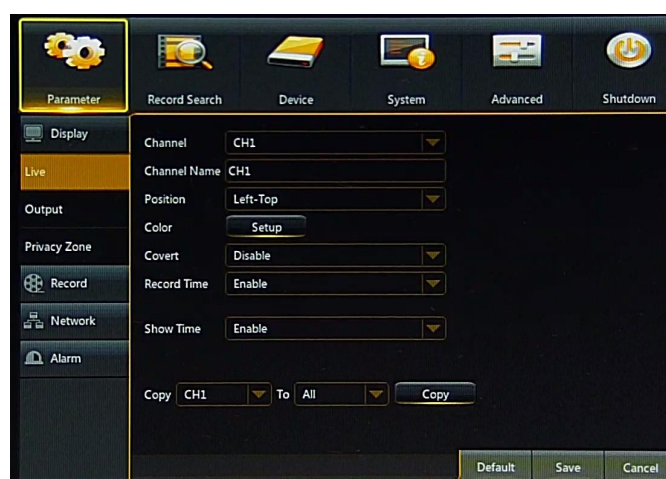 Parameter Record Search Device System Advanced Shutdown
Display
Live
Output
Privacy Zone
Record
Network
Alarm
Channel CH1
Channel Name CH1
Position Left-Top
Color Setup
Covert Disable
Record Time Enable
Show Time Enable
Copy CH1 To All Copy
Default Save Cancel